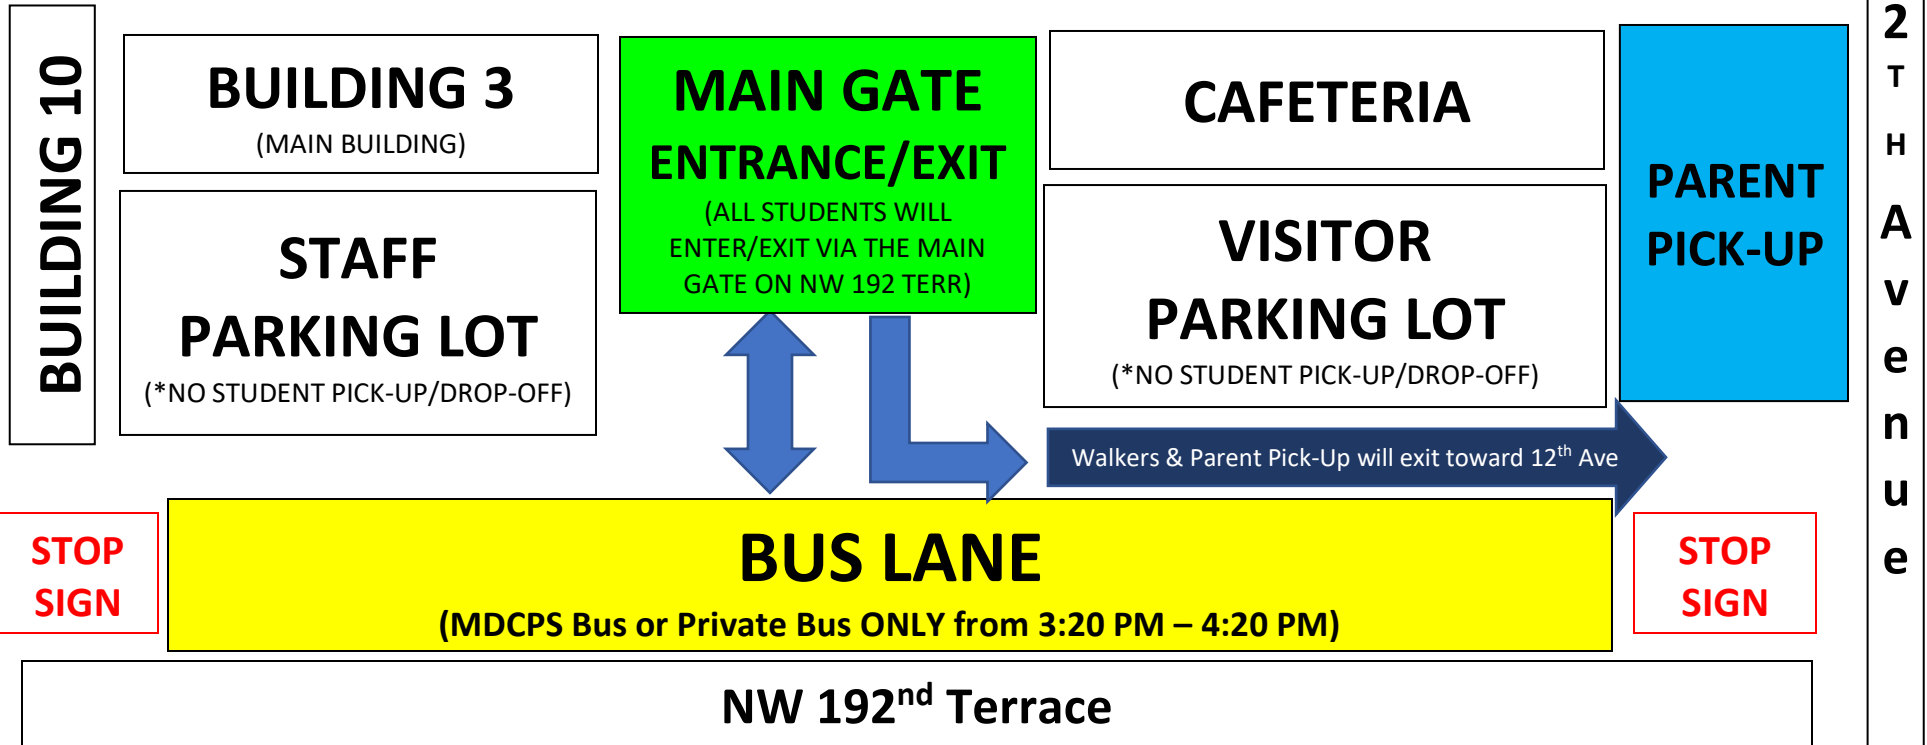 BUILDING 10
BUILDING 3
(MAIN BUILDING)
STAFF
PARKING LOT
(*NO STUDENT PICK-UP/DROP-OFF)
MAIN GATE
ENTRANCE/EXIT
(ALL STUDENTS WILL
ENTER/EXIT VIA THE MAIN
GATE ON NW 192 TERR)
CAFETERIA
VISITOR
PARKING LOT
(*NO STUDENT PICK-UP/DROP-OFF)
PARENT
PICK-UP
2
T
H
A
v
e
n
u
e
Walkers & Parent Pick-Up will exit toward 12th Ave
STOP
SIGN
BUS LANE
(MDCPS Bus or Private Bus ONLY from 3:20 PM – 4:20 PM)
STOP
SIGN
NW 192nd Terrace